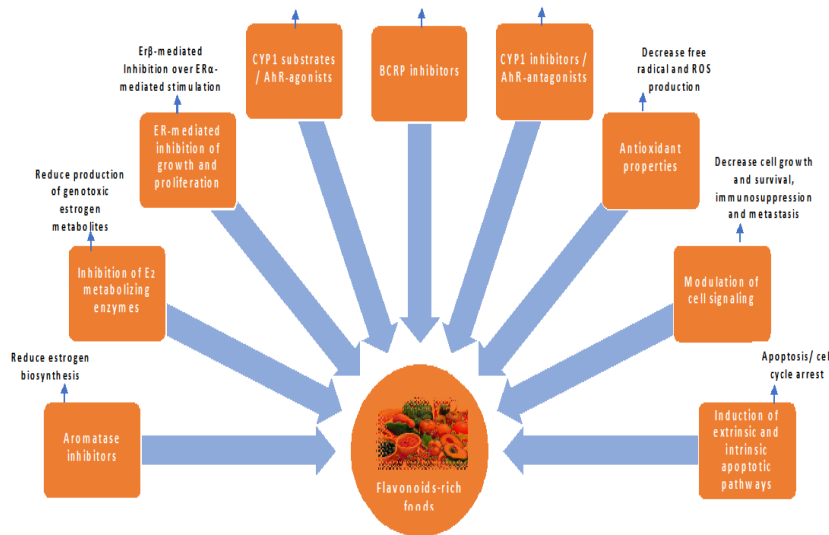 Erβ-mediated
Inhibition over ERα-
mediated stimulation
CYP1 substrates
/ AhR-agonists
BCRP inhibitors
CYP1 inhibitors /
AhR-antagonists
Decrease free
radical and ROS
production
ER-mediated
inhibition of
growth and
proliferation
Antioxidant
properties
Reduce production
of genotoxic
estrogen
metabolites
Decrease cell growth
and survival,
immunosuppression
and metastasis
Inhibition of E2
metabolizing
enzymes
Modulation of
cell signaling
Reduce estrogen
biosynthesis
Apoptosis/ cell
cycle arrest
Aromatase
inhibitors
Induction of
extrinsic and
intrinsic
apoptotic
pathways
Flavonoids-rich
foods